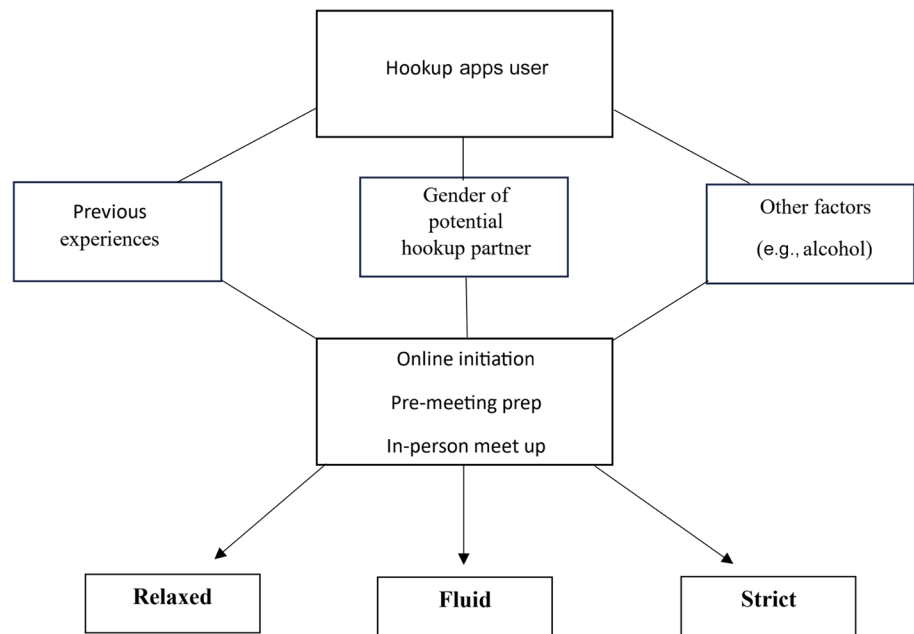 Hookup apps user
Previous
experiences
Gender of
potential
hookup partner
Other factors
(e.g., alcohol)
Online initiation
Pre-meeting prep
In-person meet up
Relaxed
Fluid
Strict